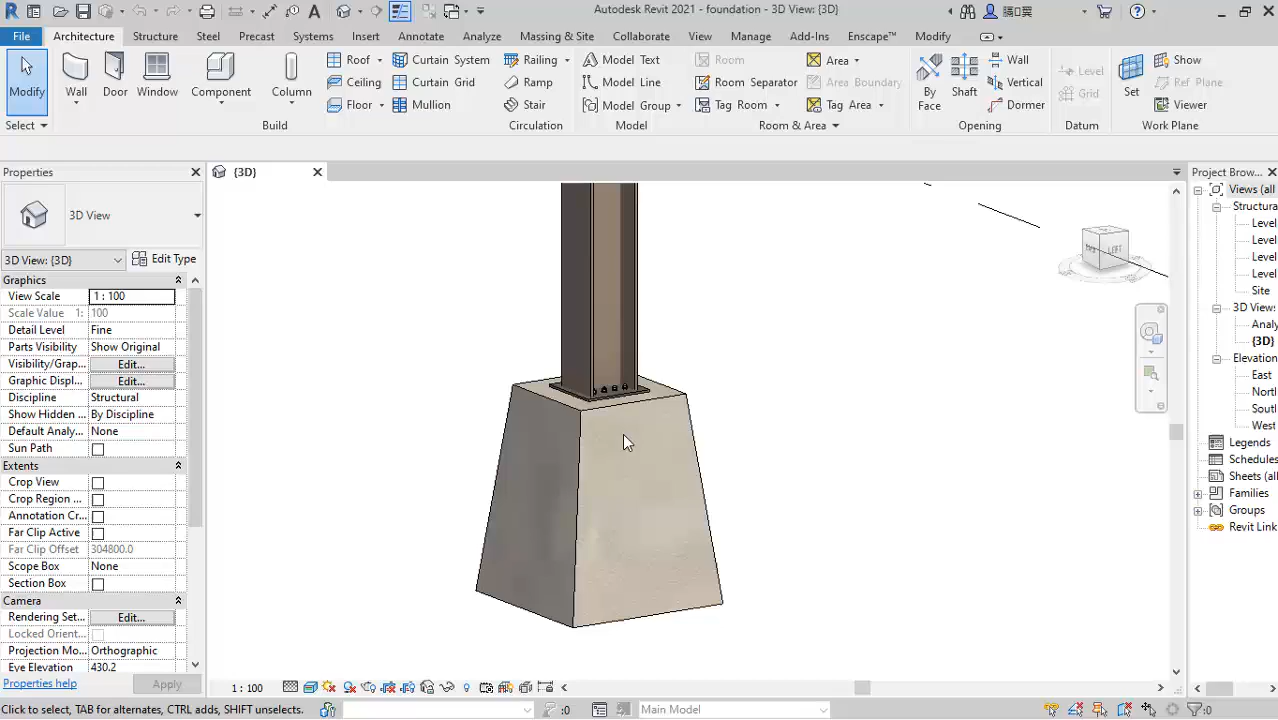 Autodesk Revit 2021 - foundation - 3D View: {3D}
File Architecture Structure Steel Precast Systems Insert Annotate Analyze Massing & Site Collaborate View Manage Add-Ins Enscape™ Modify
Modify
Wall
Door
Window
Component
Column
Roof
Ceiling
Floor
Curtain System
Curtain Grid
Mullion
Railing
Ramp
Stair
Model Text
Model Line
Model Group
Room
Room Separator
Tag Room
Area
Area Boundary
Tag Area
By Face
Shaft
Wall
Vertical
Dormer
Level
Grid
Set
Show
Ref Plane
Viewer
Select Build Circulation Model Room & Area Opening Datum Work Plane
Properties
{3D}
3D View
3D View: {3D} Edit Type
Graphics
View Scale 1 : 100
Scale Value 1: 100
Detail Level Fine
Parts Visibility Show Original
Visibility/Grap... Edit...
Graphic Displ... Edit...
Discipline Structural
Show Hidden ... By Discipline
Default Analy... None
Sun Path
Extents
Crop View
Crop Region ...
Annotation Cr...
Far Clip Active
Far Clip Offset 304800.0
Scope Box None
Section Box
Camera
Rendering Set... Edit...
Locked Orient...
Projection Mo... Orthographic
Eye Elevation 430.2
Properties help Apply
LEFT
Project Brow...
Views (all
Structura
Level
Level
Level
Level
Site
3D View
Analy
{3D}
Elevation
East
Nort
Sout
West
Legends
Schedules
Sheets (all
Families
Groups
Revit Link
1 : 100
Click to select, TAB for alternates, CTRL adds, SHIFT unselects.
:0
Main Model
:0